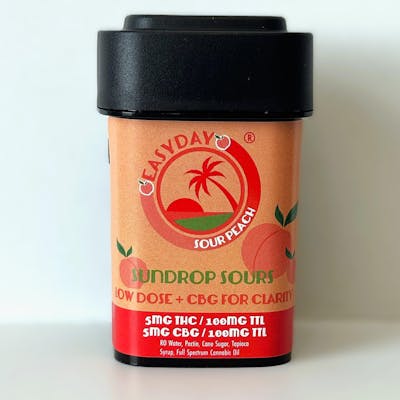 EASYDAY
®
SOUR PEACH
SUNDROP SOURS
LOW DOSE + CBG FOR CLARITY
5MG THC / 100MG TTL
5MG CBG / 100MG TTL
RO Water, Pectin, Cane Sugar, Tapioca
Syrup, Full Spectrum Cannabis Oil